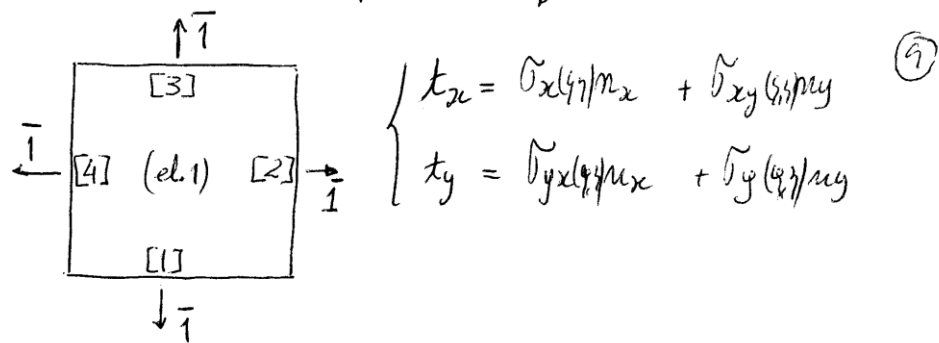 1̅
[3]
t_x = σ_x(ξ,η)n_x + σ_xy(ξ,η)n_y
1̅ [4] (el.1) [2] 1̅
t_y = σ_yx(ξ,η)n_x + σ_y(ξ,η)n_y
[1]
1̅